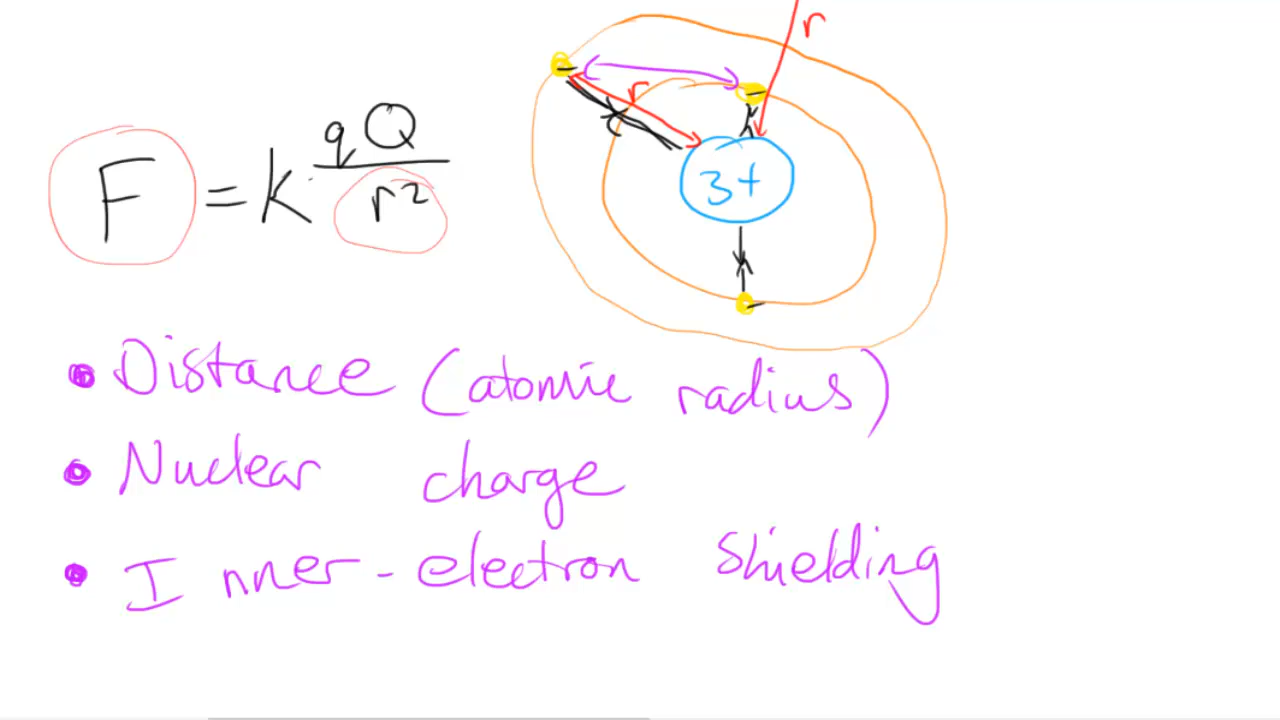 r
r
F = k qQ / r²
3+
• Distance (atomic radius)
• Nuclear charge
• Inner-electron shielding